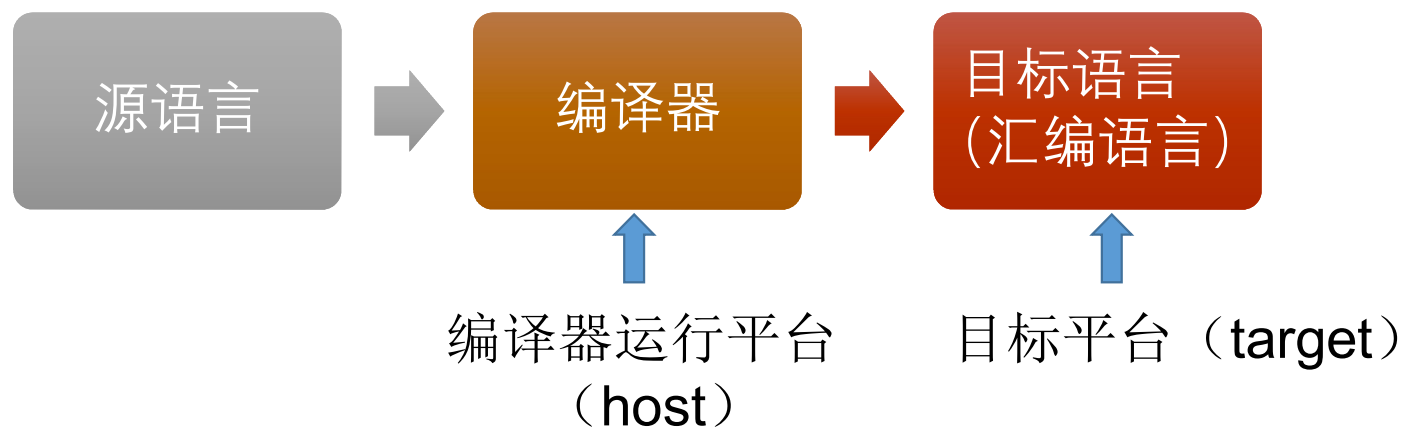 源语言
编译器
目标语言
（汇编语言）
编译器运行平台
（host）
目标平台（target）